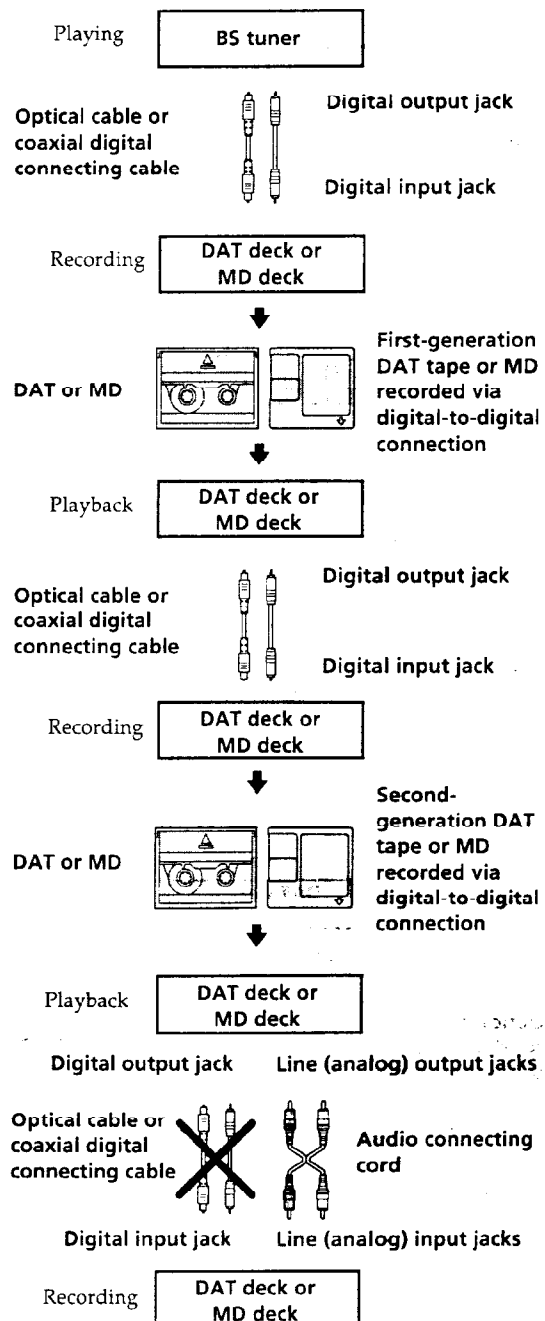 Playing
BS tuner
Optical cable or
coaxial digital
connecting cable
Digital output jack
Digital input jack
Recording
DAT deck or
MD deck
DAT or MD
First-generation
DAT tape or MD
recorded via
digital-to-digital
connection
Playback
DAT deck or
MD deck
Optical cable or
coaxial digital
connecting cable
Digital output jack
Digital input jack
Recording
DAT deck or
MD deck
DAT or MD
Second-
generation DAT
tape or MD
recorded via
digital-to-digital
connection
Playback
DAT deck or
MD deck
Digital output jack
Line (analog) output jacks
Optical cable or
coaxial digital
connecting cable
Audio connecting
cord
Digital input jack
Line (analog) input jacks
Recording
DAT deck or
MD deck